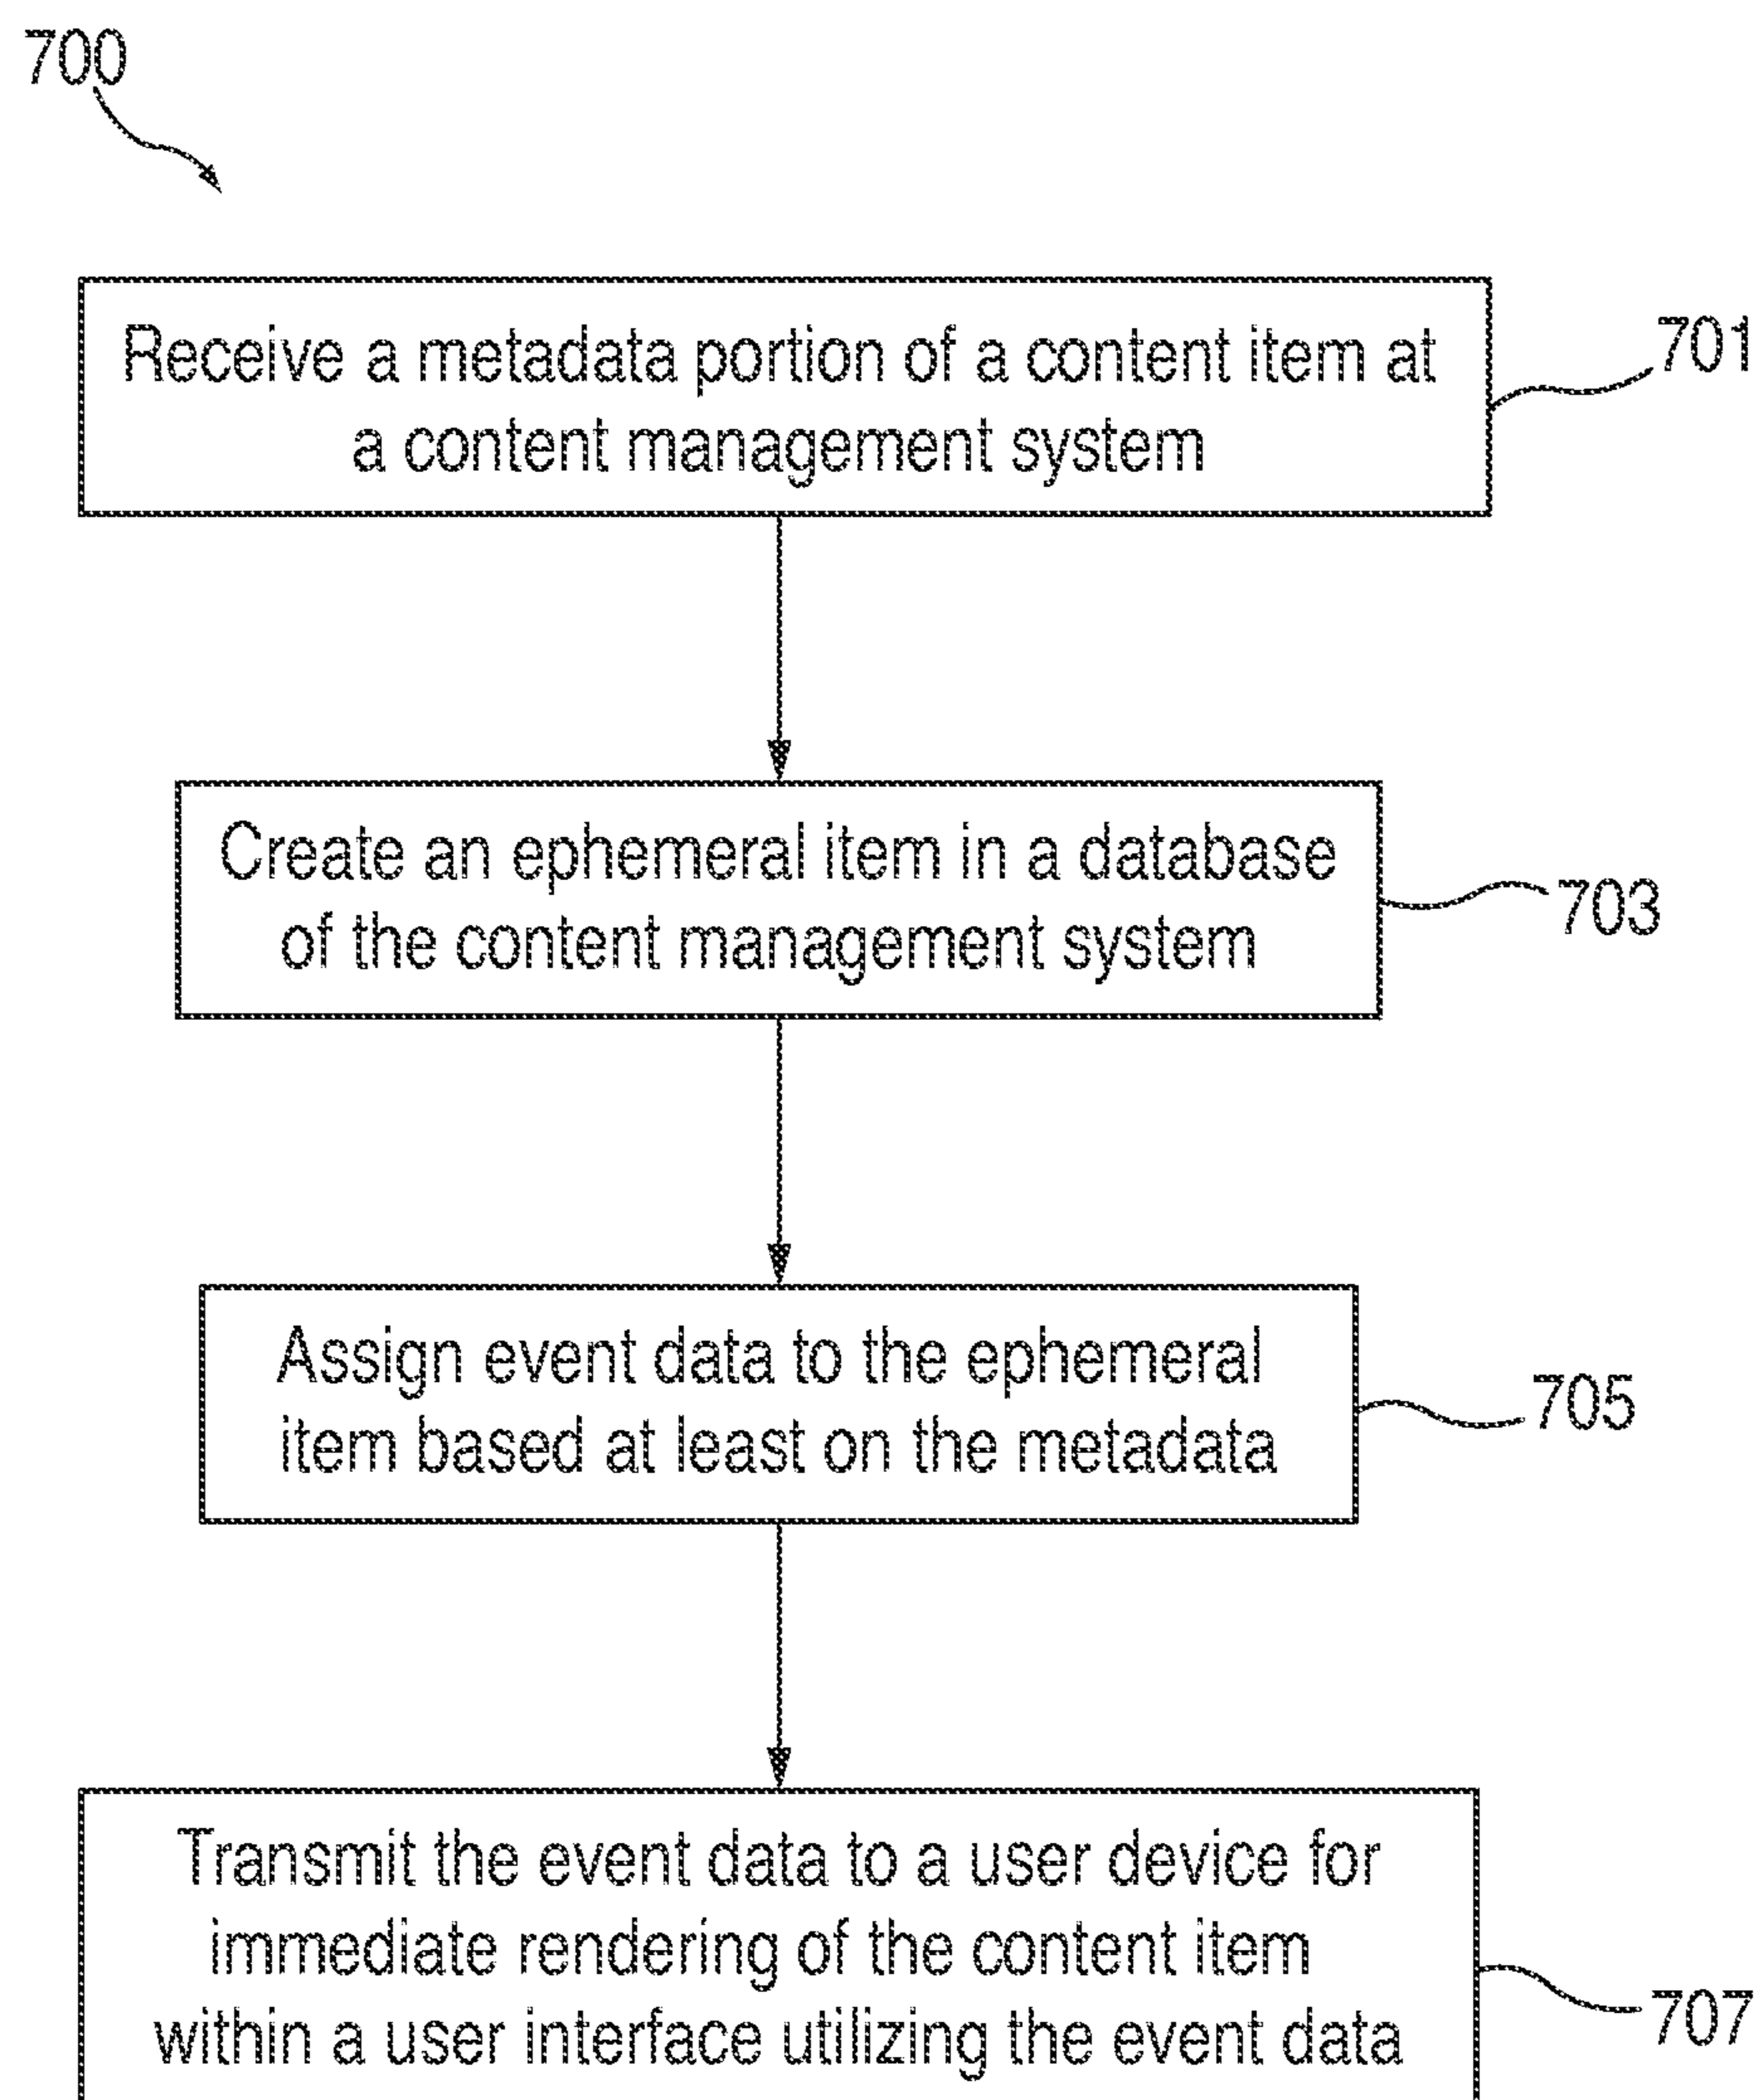 700
Receive a metadata portion of a content item at
a content management system
701
Create an ephemeral item in a database
of the content management system
703
Assign event data to the ephemeral
item based at least on the metadata
705
Transmit the event data to a user device for
immediate rendering of the content item
within a user interface utilizing the event data
707